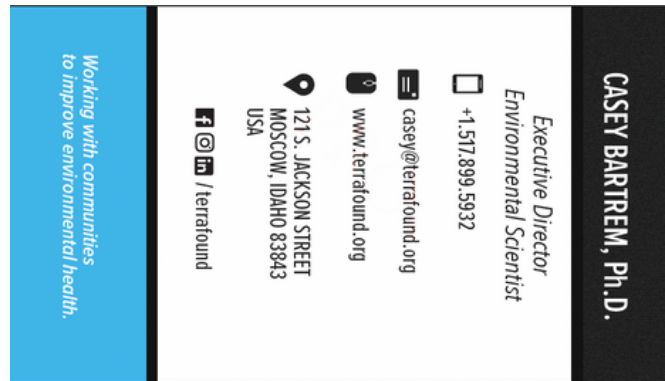 CASEY BARTREM, Ph.D.
Executive Director
Environmental Scientist
+1.517.899.5932
casey@terrafound.org
www.terrafound.org
121 S. JACKSON STREET
MOSCOW, IDAHO 83843
USA
/ terrafound
Working with communities
to improve environmental health.